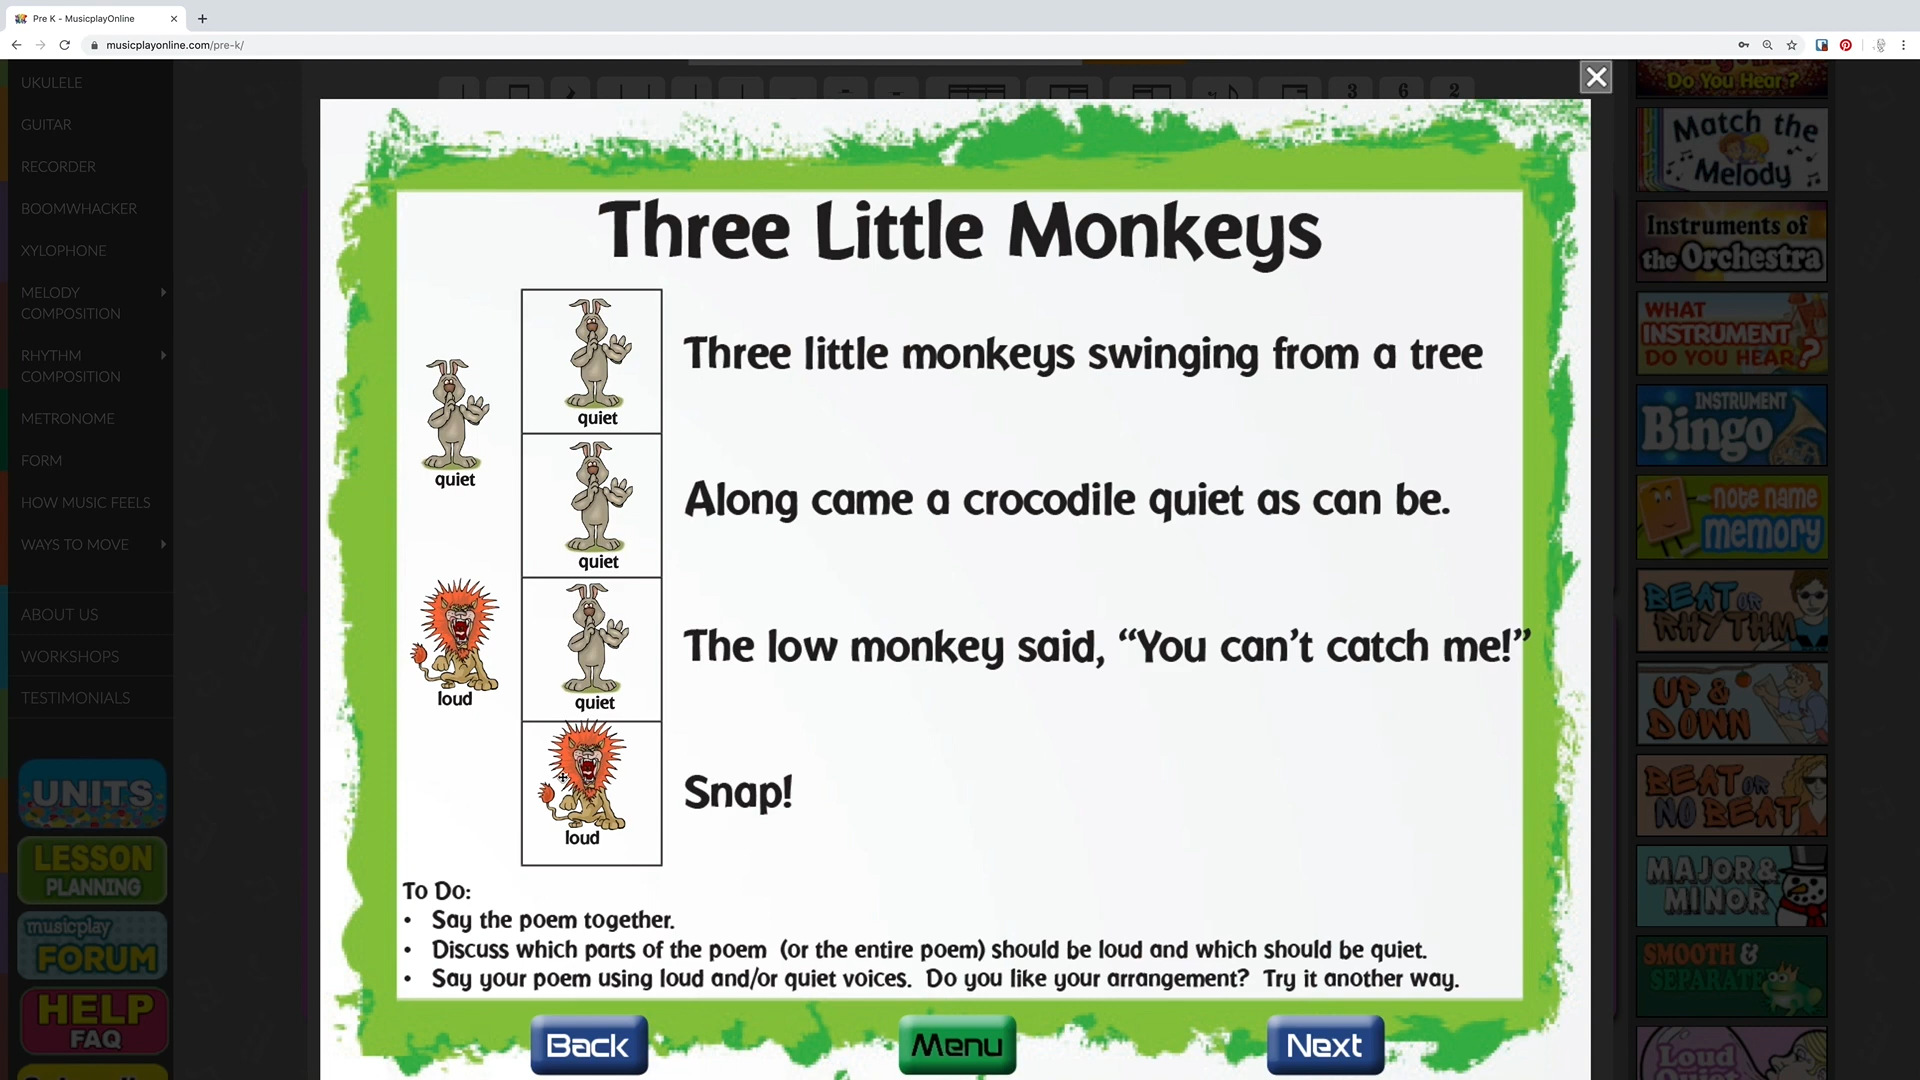 Pre K - MusicplayOnline
musicplayonline.com/pre-k/
UKULELE
GUITAR
RECORDER
BOOMWHACKER
XYLOPHONE
MELODY
COMPOSITION
RHYTHM
COMPOSITION
METRONOME
FORM
HOW MUSIC FEELS
WAYS TO MOVE
ABOUT US
WORKSHOPS
TESTIMONIALS
UNITS
LESSON
PLANNING
musicplay
FORUM
HELP
FAQ
3 6 2
Three Little Monkeys
quiet
Three little monkeys swinging from a tree
quiet
Along came a crocodile quiet as can be.
quiet
The low monkey said, “You can’t catch me!”
quiet
loud
Snap!
loud
To Do:
• Say the poem together.
• Discuss which parts of the poem (or the entire poem) should be loud and which should be quiet.
• Say your poem using loud and/or quiet voices. Do you like your arrangement? Try it another way.
Back
Menu
Next
Do You Hear?
Match the
Melody
Instruments of
the Orchestra
WHAT
INSTRUMENT
DO YOU HEAR?
INSTRUMENT
Bingo
note name
memory
BEAT OR
RHYTHM
UP &
DOWN
BEAT OR
NO BEAT
MAJOR &
MINOR
SMOOTH &
SEPARATE
Loud